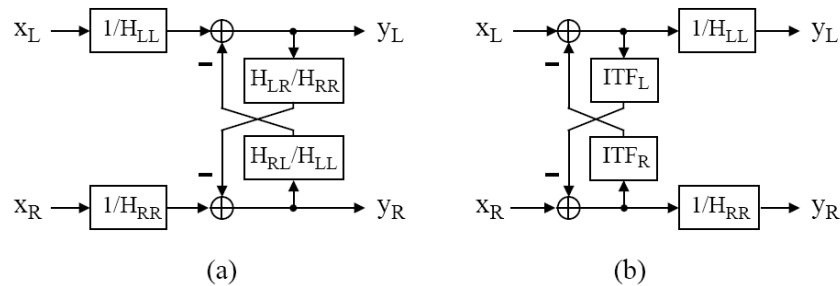 x_L 1/H_LL y_L x_L 1/H_LL y_L
− H_LR/H_RR − ITF_L
− H_RL/H_LL − ITF_R
x_R 1/H_RR y_R x_R 1/H_RR y_R
(a) (b)